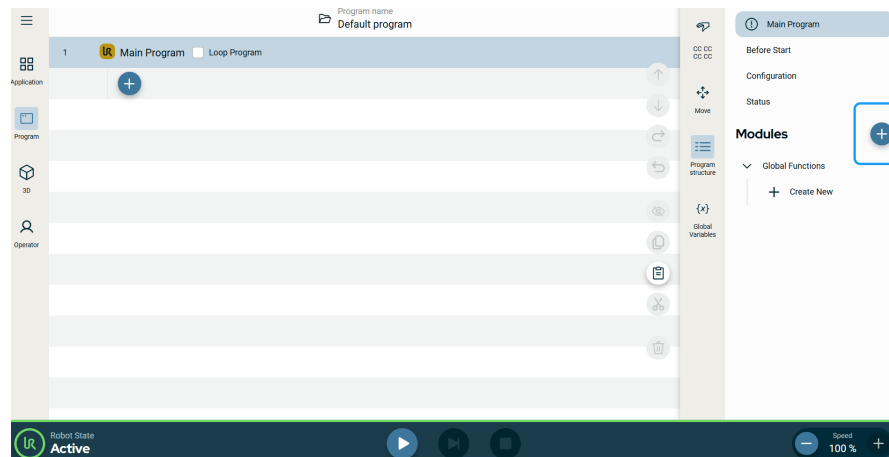 Program name
Default program
Application
Program
3D
Operator
1 UR Main Program Loop Program
CC CC
CC CC
Move
Program
structure
{x}
Global
Variables
Main Program
Before Start
Configuration
Status
Modules
Global Functions
Create New
UR
Robot State
Active
Speed
100 %